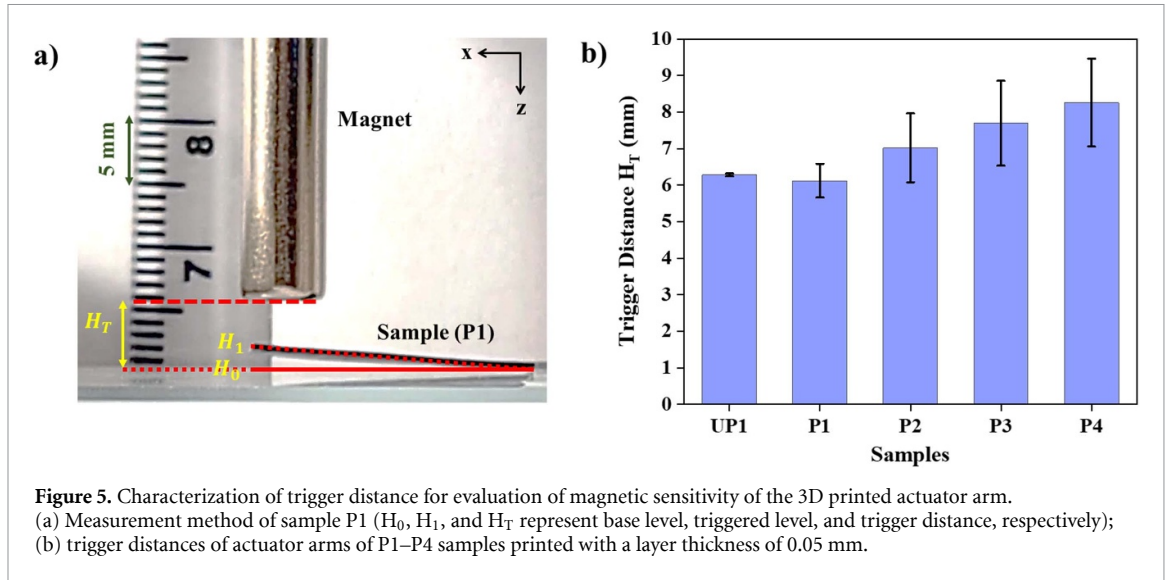 a)
x
z
Magnet
8
5 mm
7
H_T
Sample (P1)
H_1
H_0
b)
Trigger Distance H_T (mm)
10
9
8
7
6
5
4
3
2
1
0
UP1 P1 P2 P3 P4
Samples
Figure 5. Characterization of trigger distance for evaluation of magnetic sensitivity of the 3D printed actuator arm.
(a) Measurement method of sample P1 (H₀, H₁, and H_T represent base level, triggered level, and trigger distance, respectively);
(b) trigger distances of actuator arms of P1–P4 samples printed with a layer thickness of 0.05 mm.